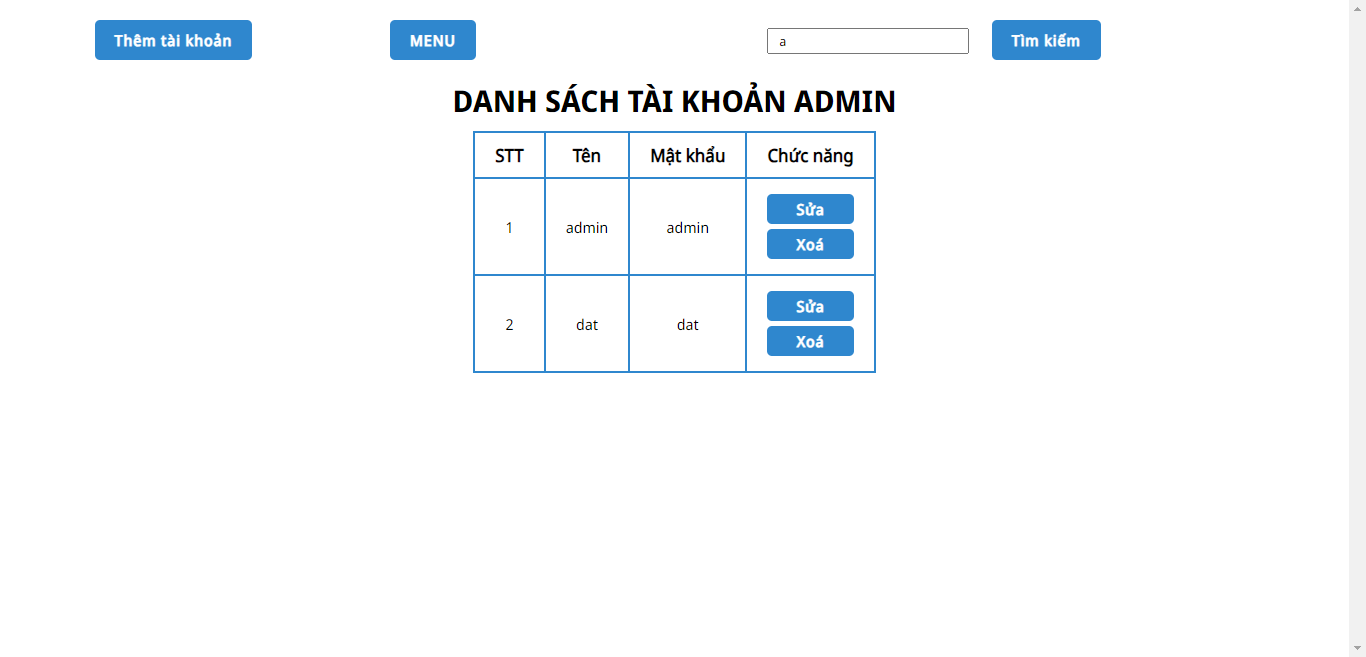 Thêm tài khoản MENU a Tìm kiếm
DANH SÁCH TÀI KHOẢN ADMIN
STT Tên Mật khẩu Chức năng
1 admin admin Sửa
Xoá
2 dat dat Sửa
Xoá